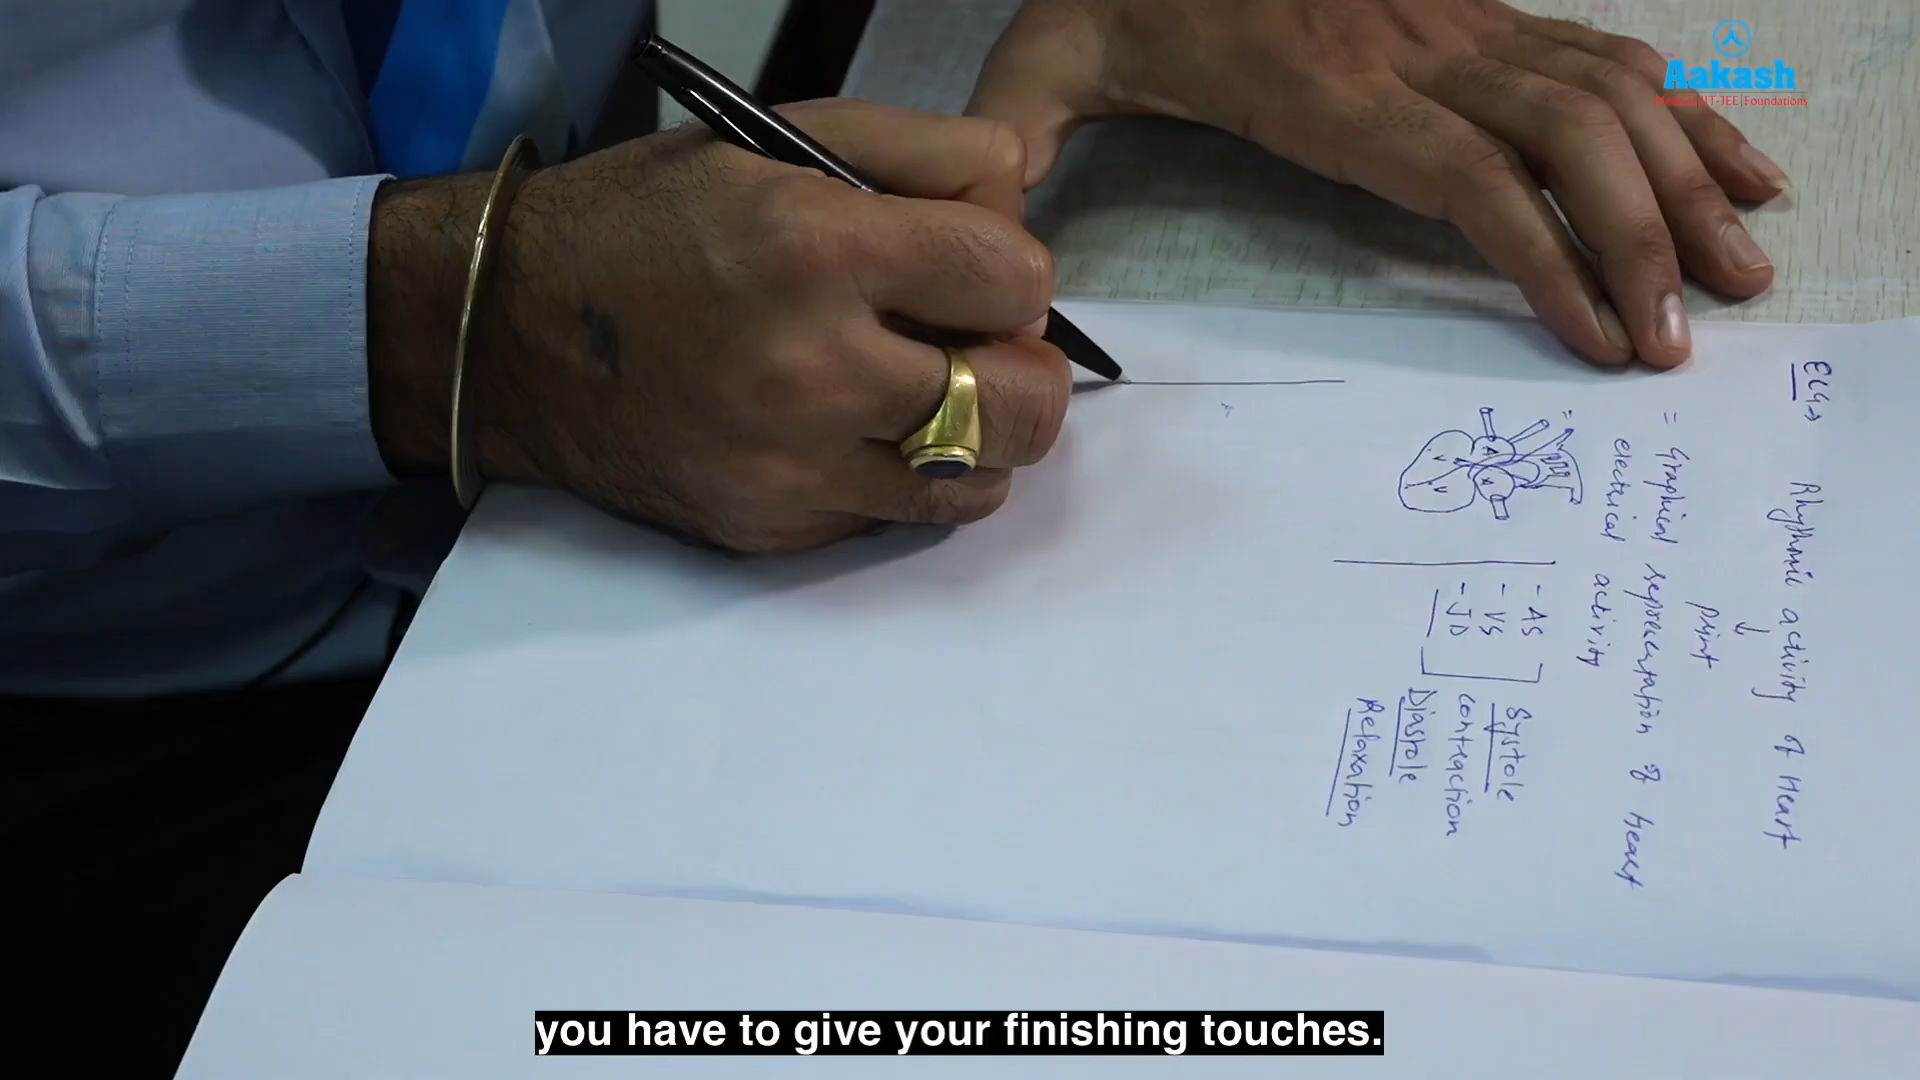 Aakash
Medical|IIT-JEE|Foundations
ECG →
Rhythmic activity of Heart
↓
print
= Graphical representation of heart
electrical activity
=
A
A
V
V
- AS
- VS
- JD
Systole
contraction
Diastole
Relaxation
you have to give your finishing touches.